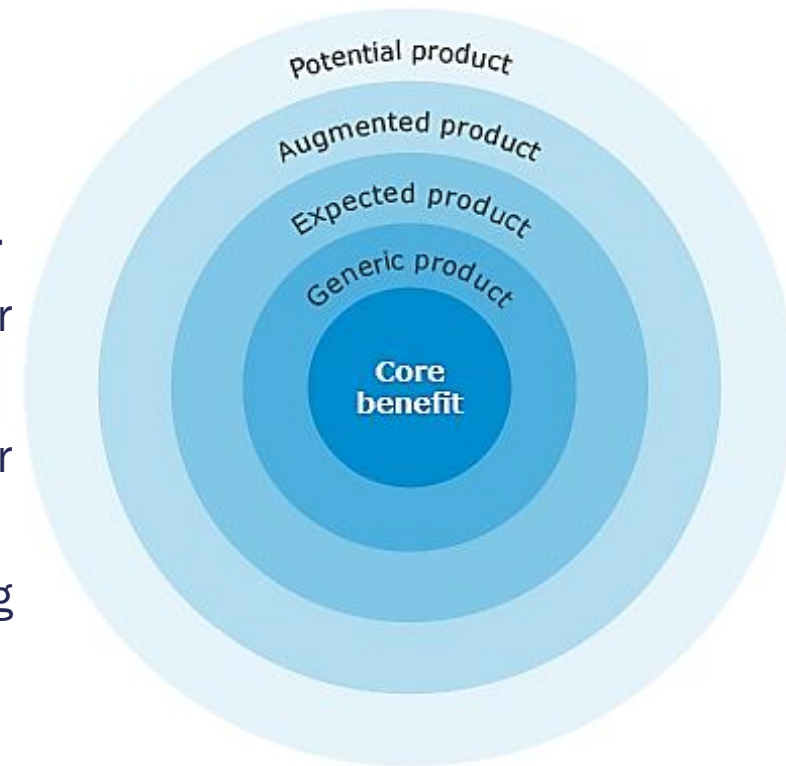 Potential product
Augmented product
Expected product
Generic product
Core
benefit